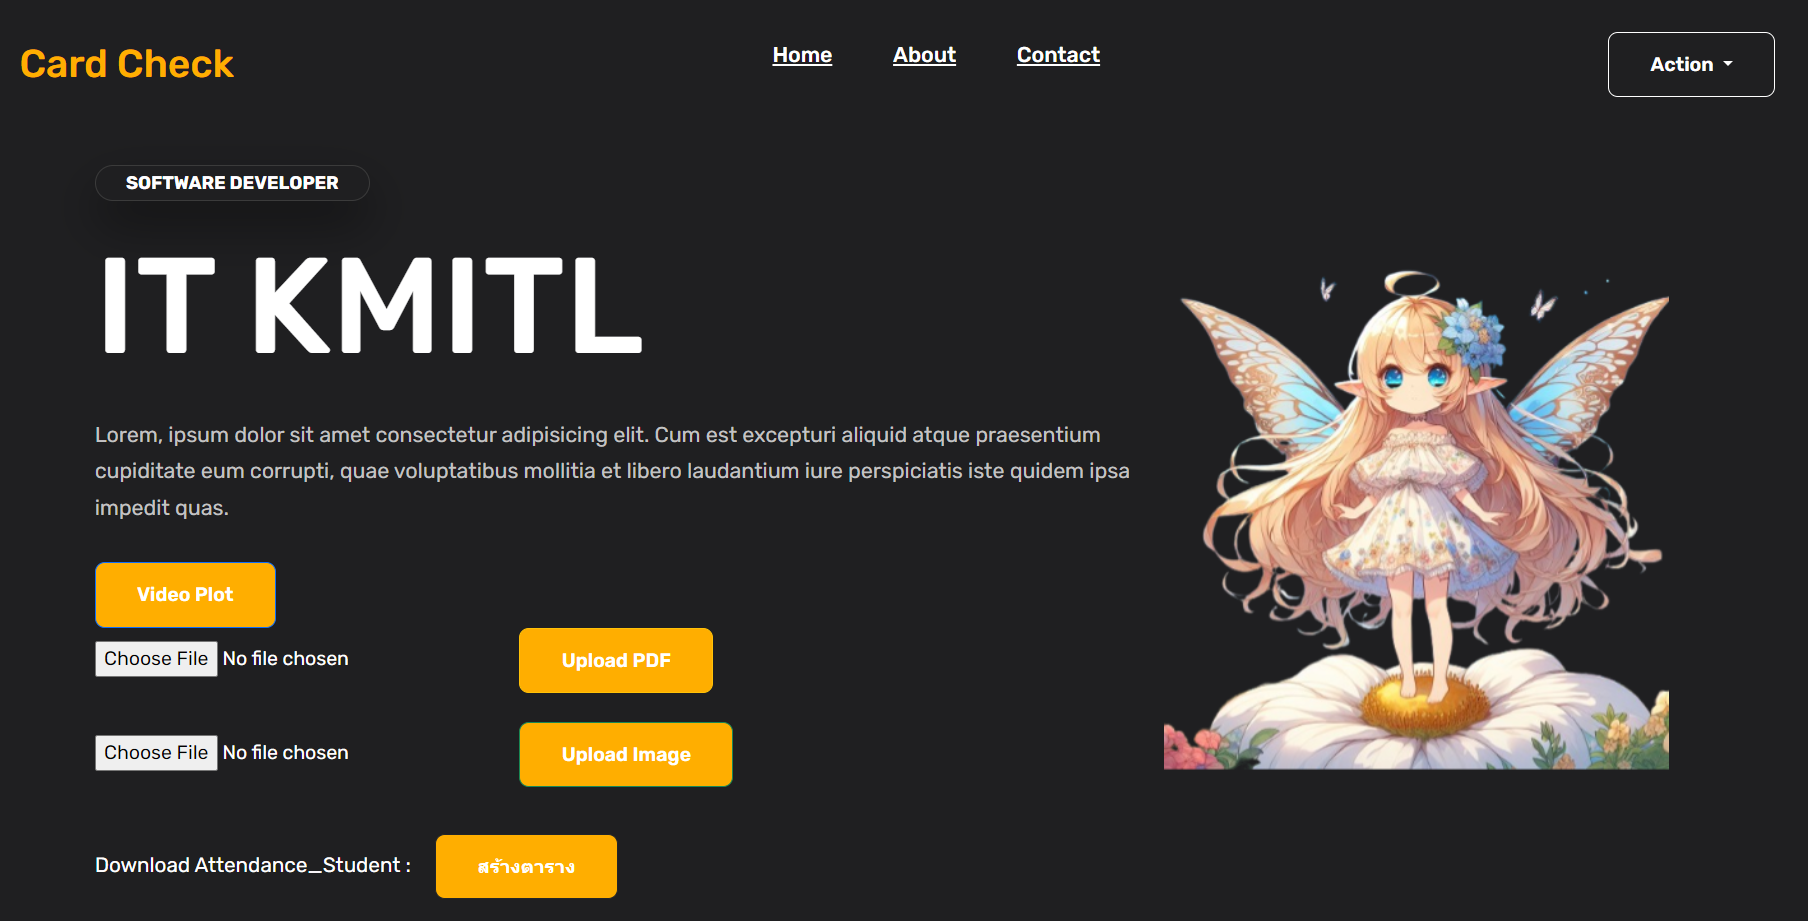 Card Check
Home About Contact
Action
SOFTWARE DEVELOPER
IT KMITL
Lorem, ipsum dolor sit amet consectetur adipisicing elit. Cum est excepturi aliquid atque praesentium
cupiditate eum corrupti, quae voluptatibus mollitia et libero laudantium iure perspiciatis iste quidem ipsa
impedit quas.
Video Plot
Choose File No file chosen
Upload PDF
Choose File No file chosen
Upload Image
Download Attendance_Student :
สร้างตาราง